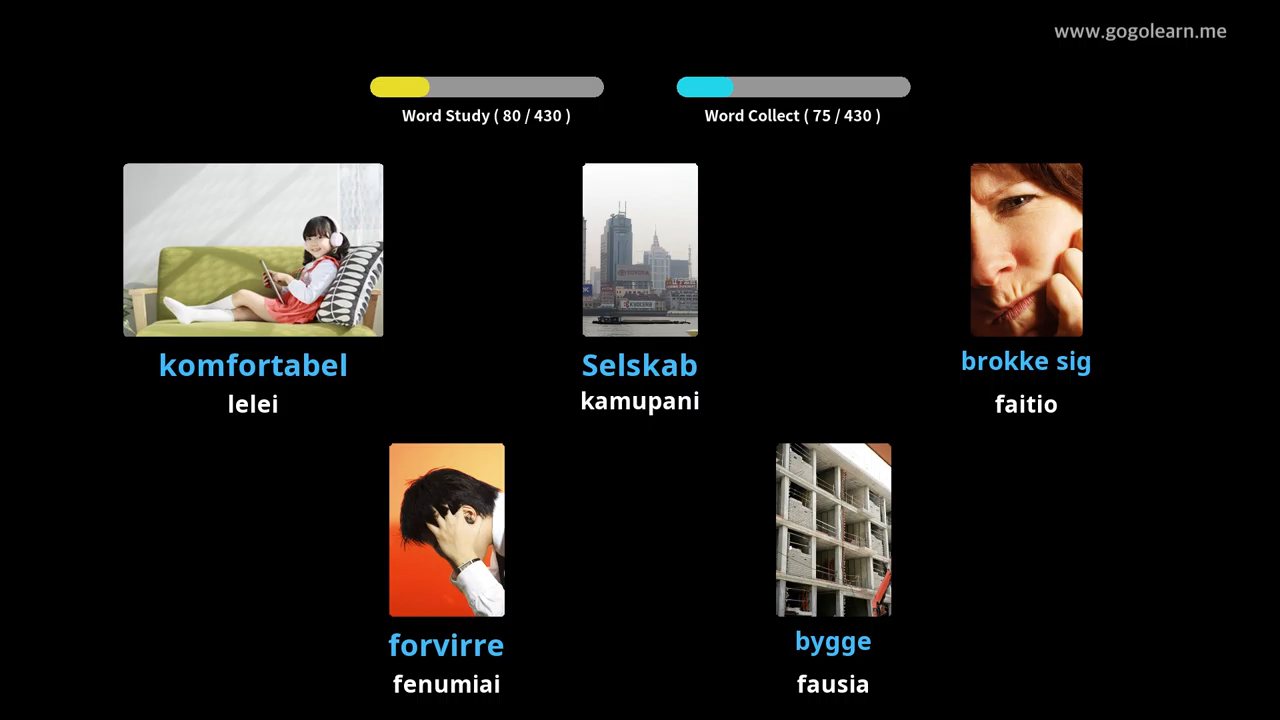 www.gogolearn.me
Word Study ( 80 / 430 )
Word Collect ( 75 / 430 )
TOYOTA
komfortabel
lelei
Selskab
kamupani
brokke sig
faitio
forvirre
fenumiai
bygge
fausia